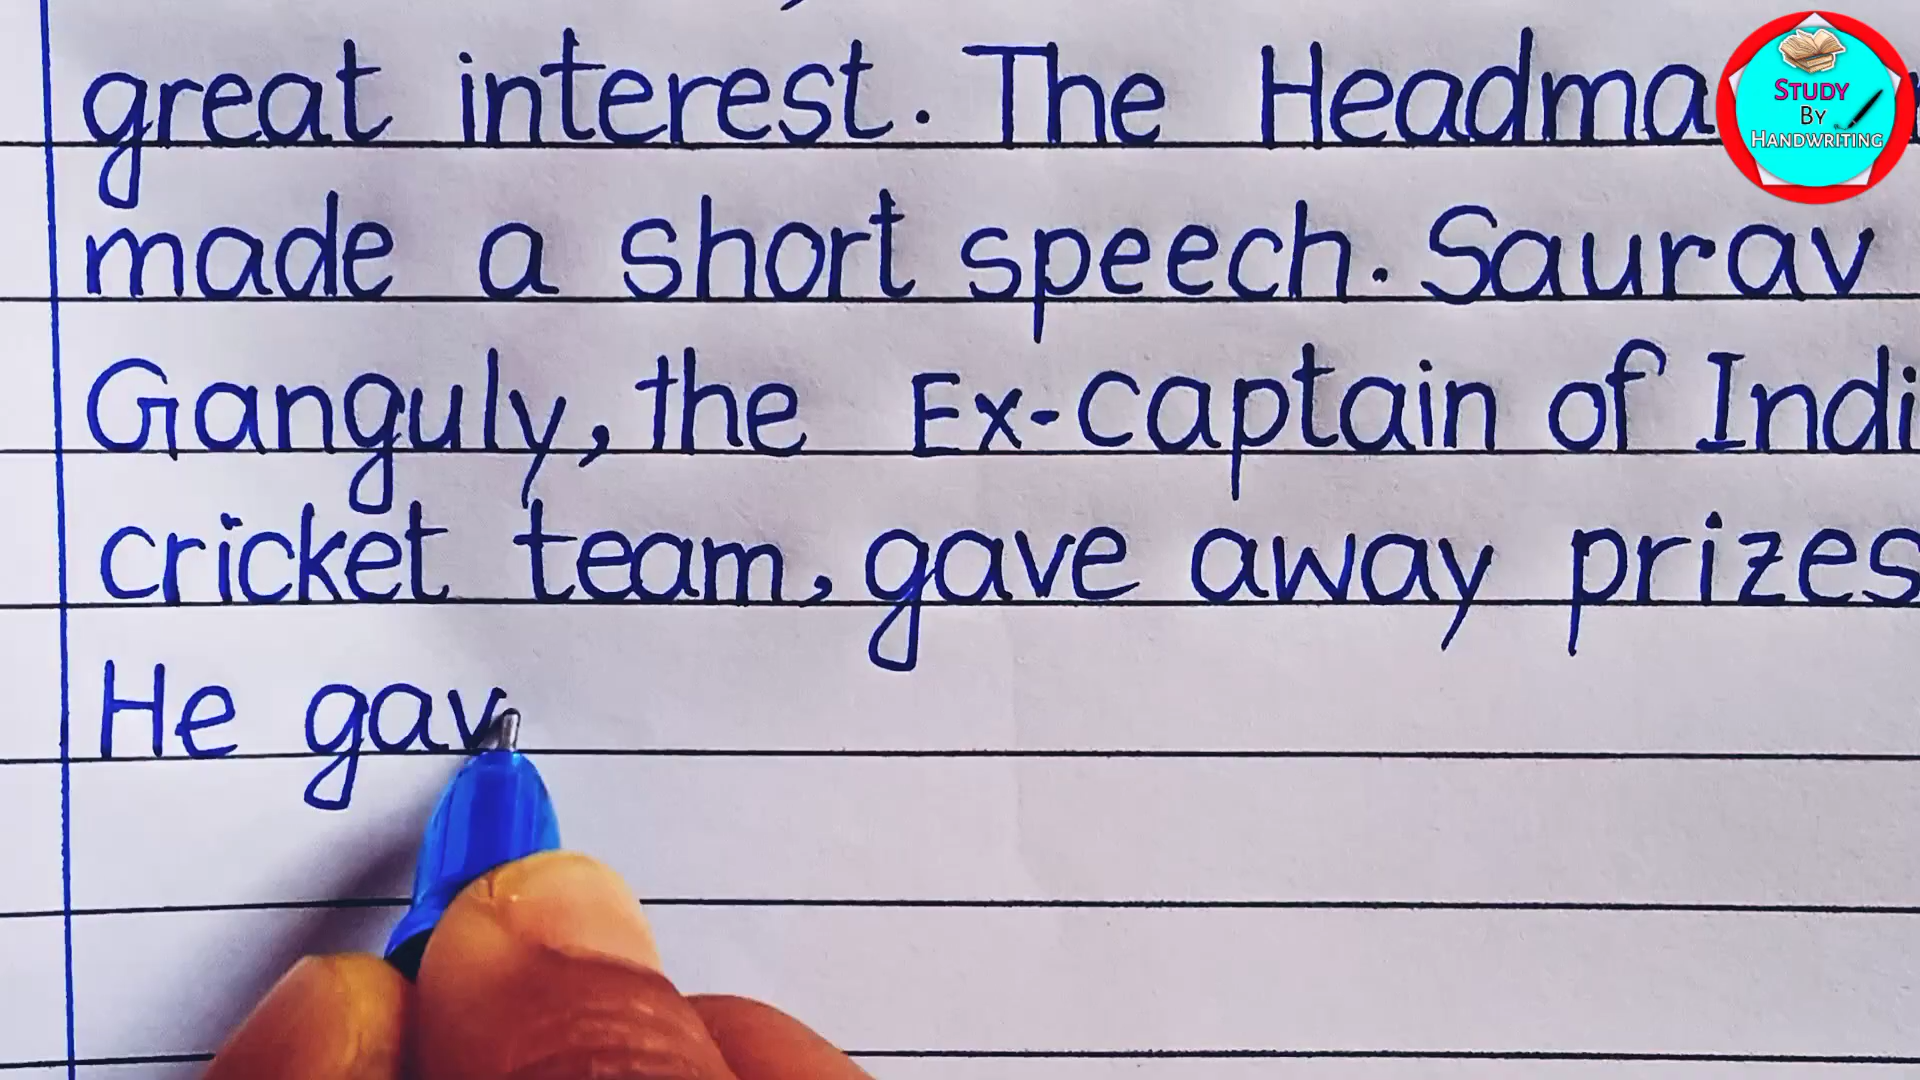 great interest. The Headma
made a short speech. Saurav
Ganguly, the Ex-captain of Indi
cricket team, gave away prizes
He gav
STUDY
BY
HANDWRITING